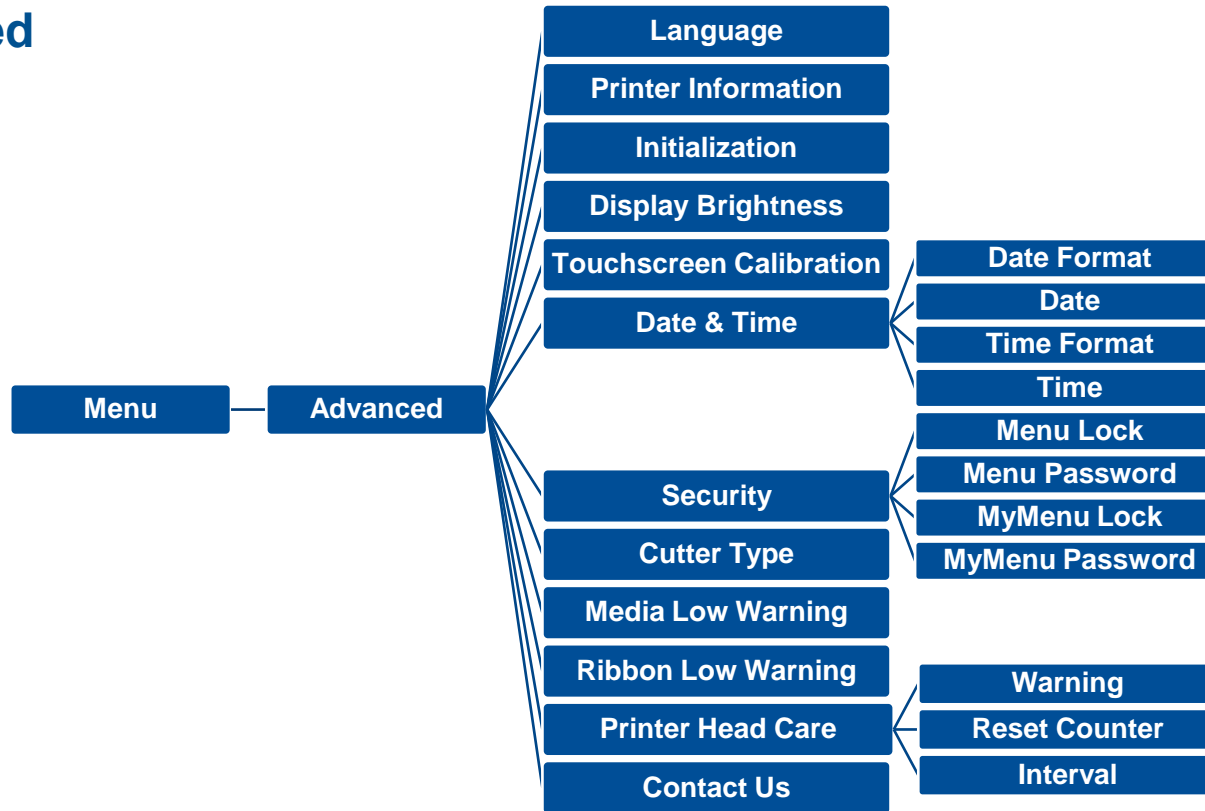 ed
Language
Printer Information
Initialization
Display Brightness
Touchscreen Calibration
Date & Time
Date Format
Date
Time Format
Time
Menu
Advanced
Security
Menu Lock
Menu Password
MyMenu Lock
MyMenu Password
Cutter Type
Media Low Warning
Ribbon Low Warning
Printer Head Care
Warning
Reset Counter
Interval
Contact Us